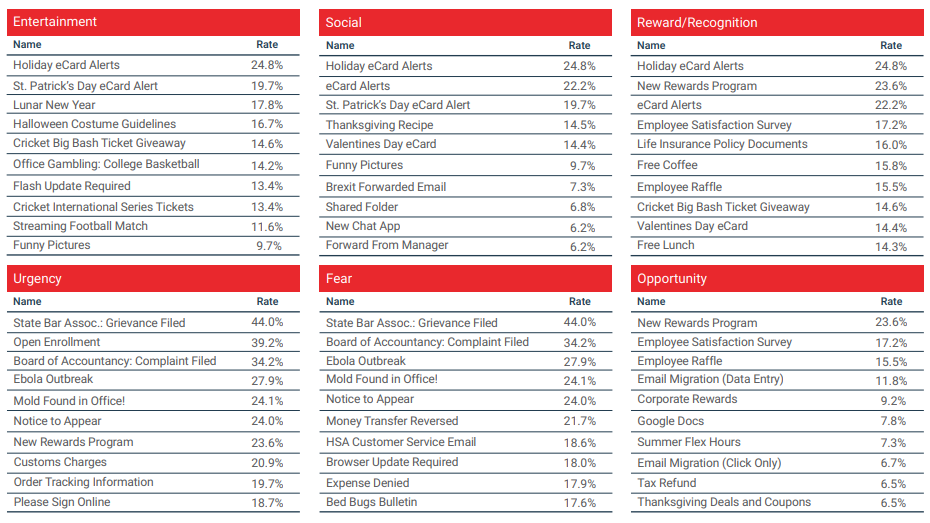 Entertainment
Name Rate
Holiday eCard Alerts 24.8%
St. Patrick's Day eCard Alert 19.7%
Lunar New Year 17.8%
Halloween Costume Guidelines 16.7%
Cricket Big Bash Ticket Giveaway 14.6%
Office Gambling: College Basketball 14.2%
Flash Update Required 13.4%
Cricket International Series Tickets 13.4%
Streaming Football Match 11.6%
Funny Pictures 9.7%
Social
Name Rate
Holiday eCard Alerts 24.8%
eCard Alerts 22.2%
St. Patrick's Day eCard Alert 19.7%
Thanksgiving Recipe 14.5%
Valentines Day eCard 14.4%
Funny Pictures 9.7%
Brexit Forwarded Email 7.3%
Shared Folder 6.8%
New Chat App 6.2%
Forward From Manager 6.2%
Reward/Recognition
Name Rate
Holiday eCard Alerts 24.8%
New Rewards Program 23.6%
eCard Alerts 22.2%
Employee Satisfaction Survey 17.2%
Life Insurance Policy Documents 16.0%
Free Coffee 15.8%
Employee Raffle 15.5%
Cricket Big Bash Ticket Giveaway 14.6%
Valentines Day eCard 14.4%
Free Lunch 14.3%
Urgency
Name Rate
State Bar Assoc.: Grievance Filed 44.0%
Open Enrollment 39.2%
Board of Accountancy: Complaint Filed 34.2%
Ebola Outbreak 27.9%
Mold Found in Office! 24.1%
Notice to Appear 24.0%
New Rewards Program 23.6%
Customs Charges 20.9%
Order Tracking Information 19.7%
Please Sign Online 18.7%
Fear
Name Rate
State Bar Assoc.: Grievance Filed 44.0%
Board of Accountancy: Complaint Filed 34.2%
Ebola Outbreak 27.9%
Mold Found in Office! 24.1%
Notice to Appear 24.0%
Money Transfer Reversed 21.7%
HSA Customer Service Email 18.6%
Browser Update Required 18.0%
Expense Denied 17.9%
Bed Bugs Bulletin 17.6%
Opportunity
Name Rate
New Rewards Program 23.6%
Employee Satisfaction Survey 17.2%
Employee Raffle 15.5%
Email Migration (Data Entry) 11.8%
Corporate Rewards 9.2%
Google Docs 7.8%
Summer Flex Hours 7.3%
Email Migration (Click Only) 6.7%
Tax Refund 6.5%
Thanksgiving Deals and Coupons 6.5%